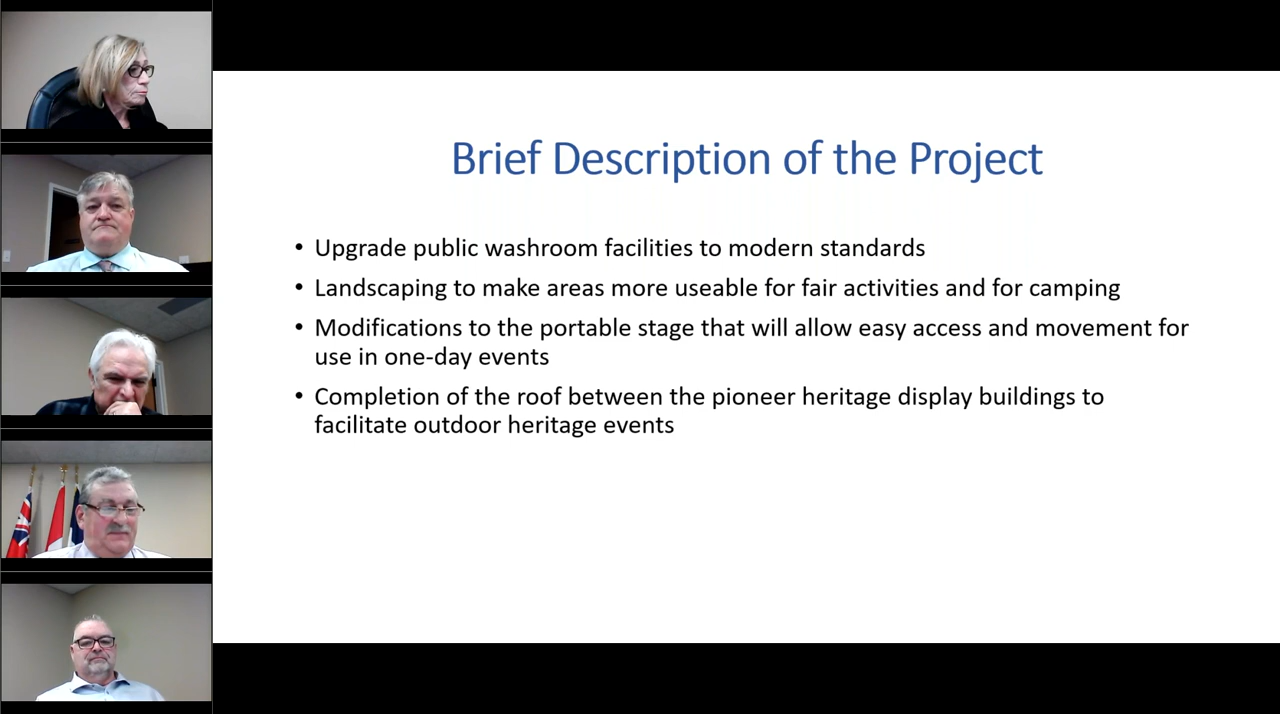 Brief Description of the Project
• Upgrade public washroom facilities to modern standards
• Landscaping to make areas more useable for fair activities and for camping
• Modifications to the portable stage that will allow easy access and movement for
use in one-day events
• Completion of the roof between the pioneer heritage display buildings to
facilitate outdoor heritage events